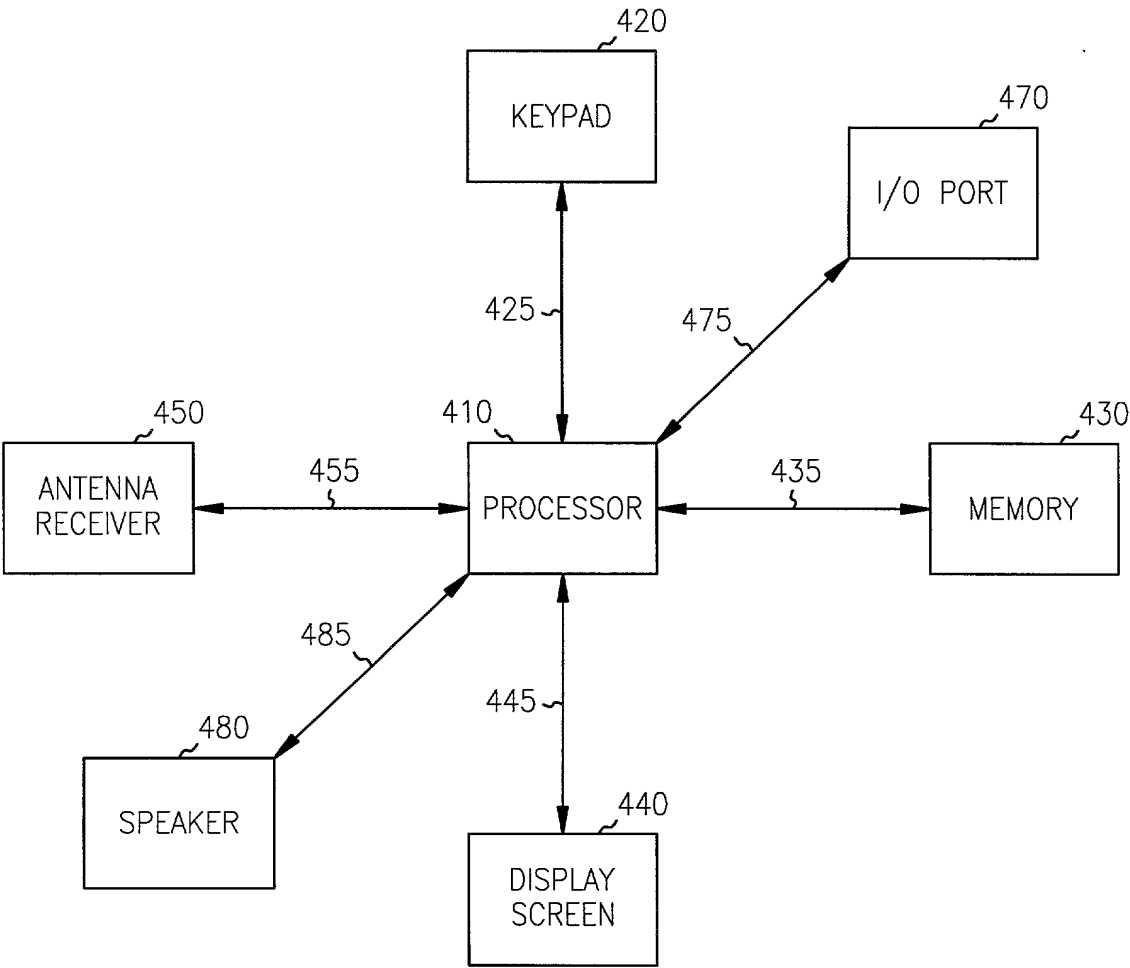 420
KEYPAD
470
I/O PORT
425
475
450
410
430
ANTENNA
RECEIVER
455
PROCESSOR
435
MEMORY
485
445
480
SPEAKER
440
DISPLAY
SCREEN